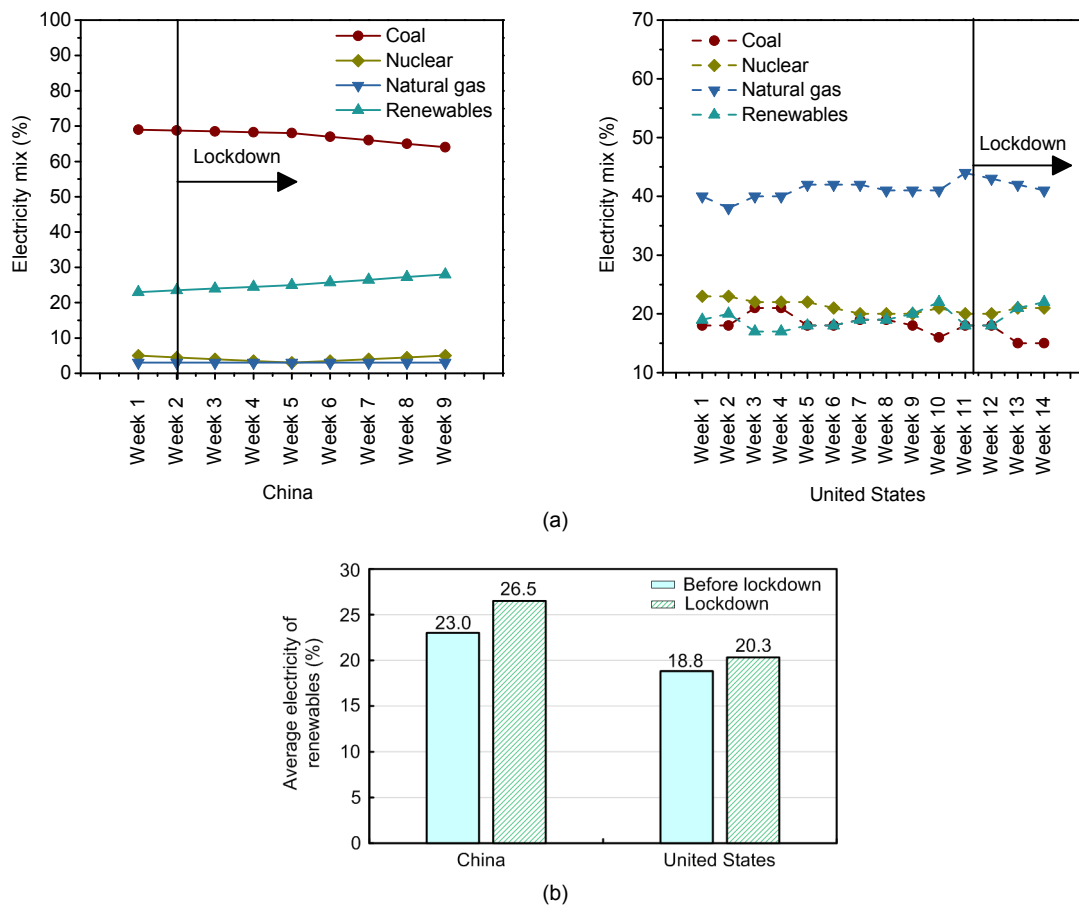 100
90
80
70
60
50
40
30
20
10
0
Electricity mix (%)
Coal
Nuclear
Natural gas
Renewables
Lockdown
Week 1
Week 2
Week 3
Week 4
Week 5
Week 6
Week 7
Week 8
Week 9
China
70
60
50
40
30
20
10
Electricity mix (%)
Coal
Nuclear
Natural gas
Renewables
Lockdown
Week 1
Week 2
Week 3
Week 4
Week 5
Week 6
Week 7
Week 8
Week 9
Week 10
Week 11
Week 12
Week 13
Week 14
United States
(a)
30
25
20
15
10
5
0
Average electricity of
renewables (%)
Before lockdown
Lockdown
23.0
26.5
18.8
20.3
China
United States
(b)